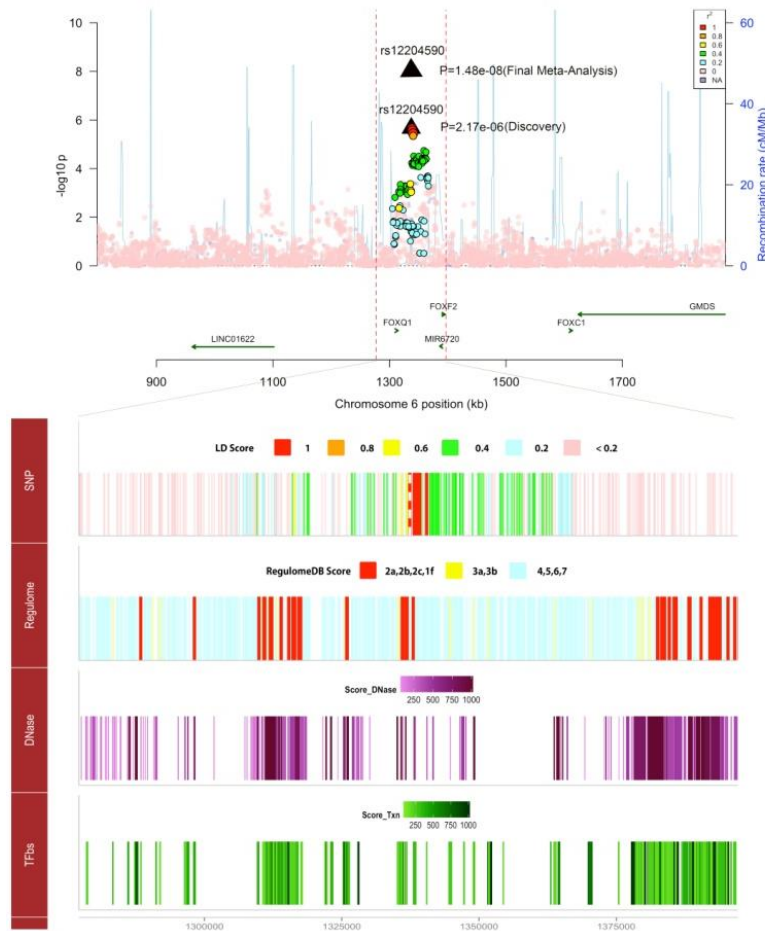 r²
1
0.8
0.6
0.4
0.2
0
NA
rs12204590
P=1.48e-08(Final Meta-Analysis)
rs12204590
P=2.17e-06(Discovery)
-log10 p
10
8
6
4
2
0
Recombination rate (cM/Mb)
60
50
40
30
20
10
0
FOXF2
GMDS
FOXQ1
FOXC1
LINC01622
MIR6720
900 1100 1300 1500 1700
Chromosome 6 position (kb)
SNP
LD Score 1 0.8 0.6 0.4 0.2 < 0.2
Regulome
RegulomeDB Score 2a,2b,2c,1f 3a,3b 4,5,6,7
DNase
Score_DNase
250 500 750 1000
TFbs
Score_Txn
250 500 750 1000
1300000 1325000 1350000 1375000